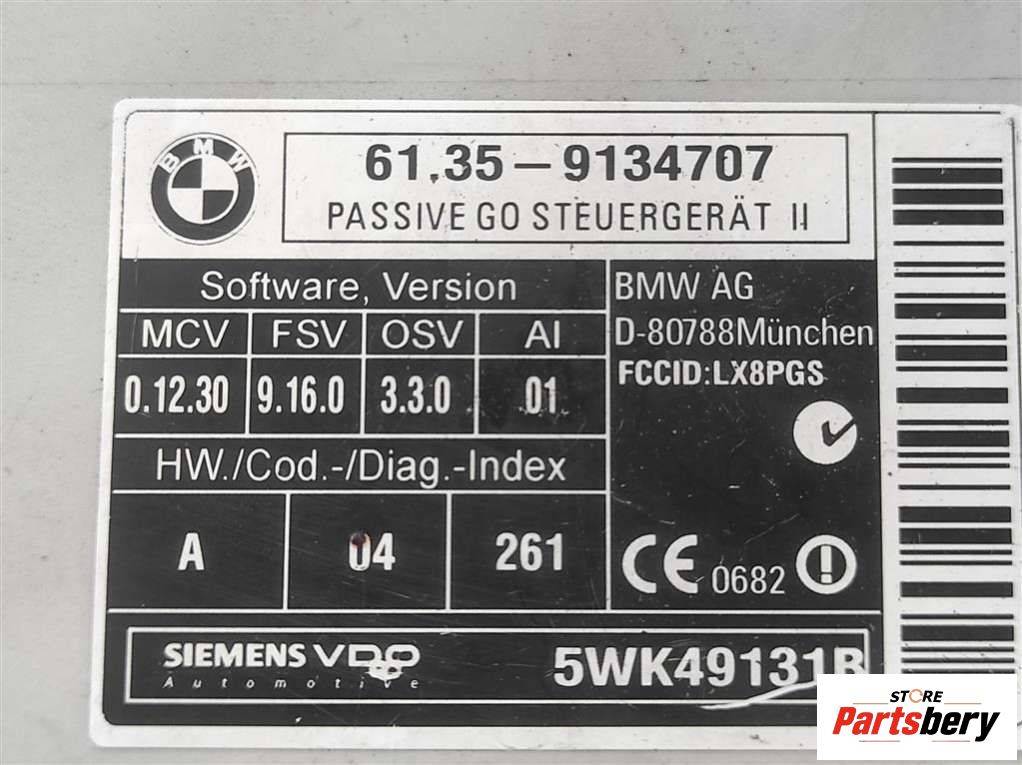 BMW
61.35-9134707
PASSIVE GO STEUERGERÄT II
Software, Version
MCV FSV OSV AI
0.12.30 9.16.0 3.3.0 01
HW./Cod.-/Diag.-Index
A 04 261
BMW AG
D-80788München
FCCID:LX8PGS
CE 0682
SIEMENS VDO
Automotive
5WK49131B
STORE
Partsbery